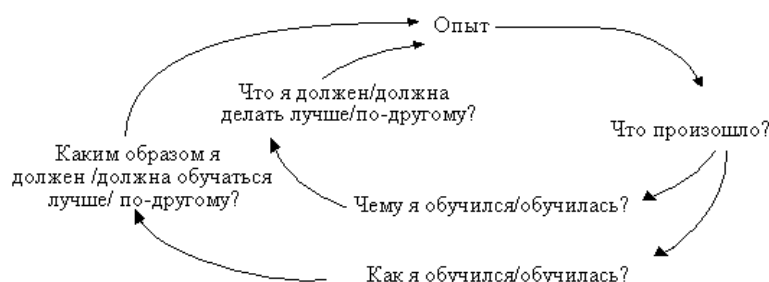 Опыт
Что я должен/должна
делать лучше/по-другому?
Что произошло?
Каким образом я
должен /должна обучаться
лучше/ по-другому?
Чему я обучился/обучилась?
Как я обучился/обучилась?